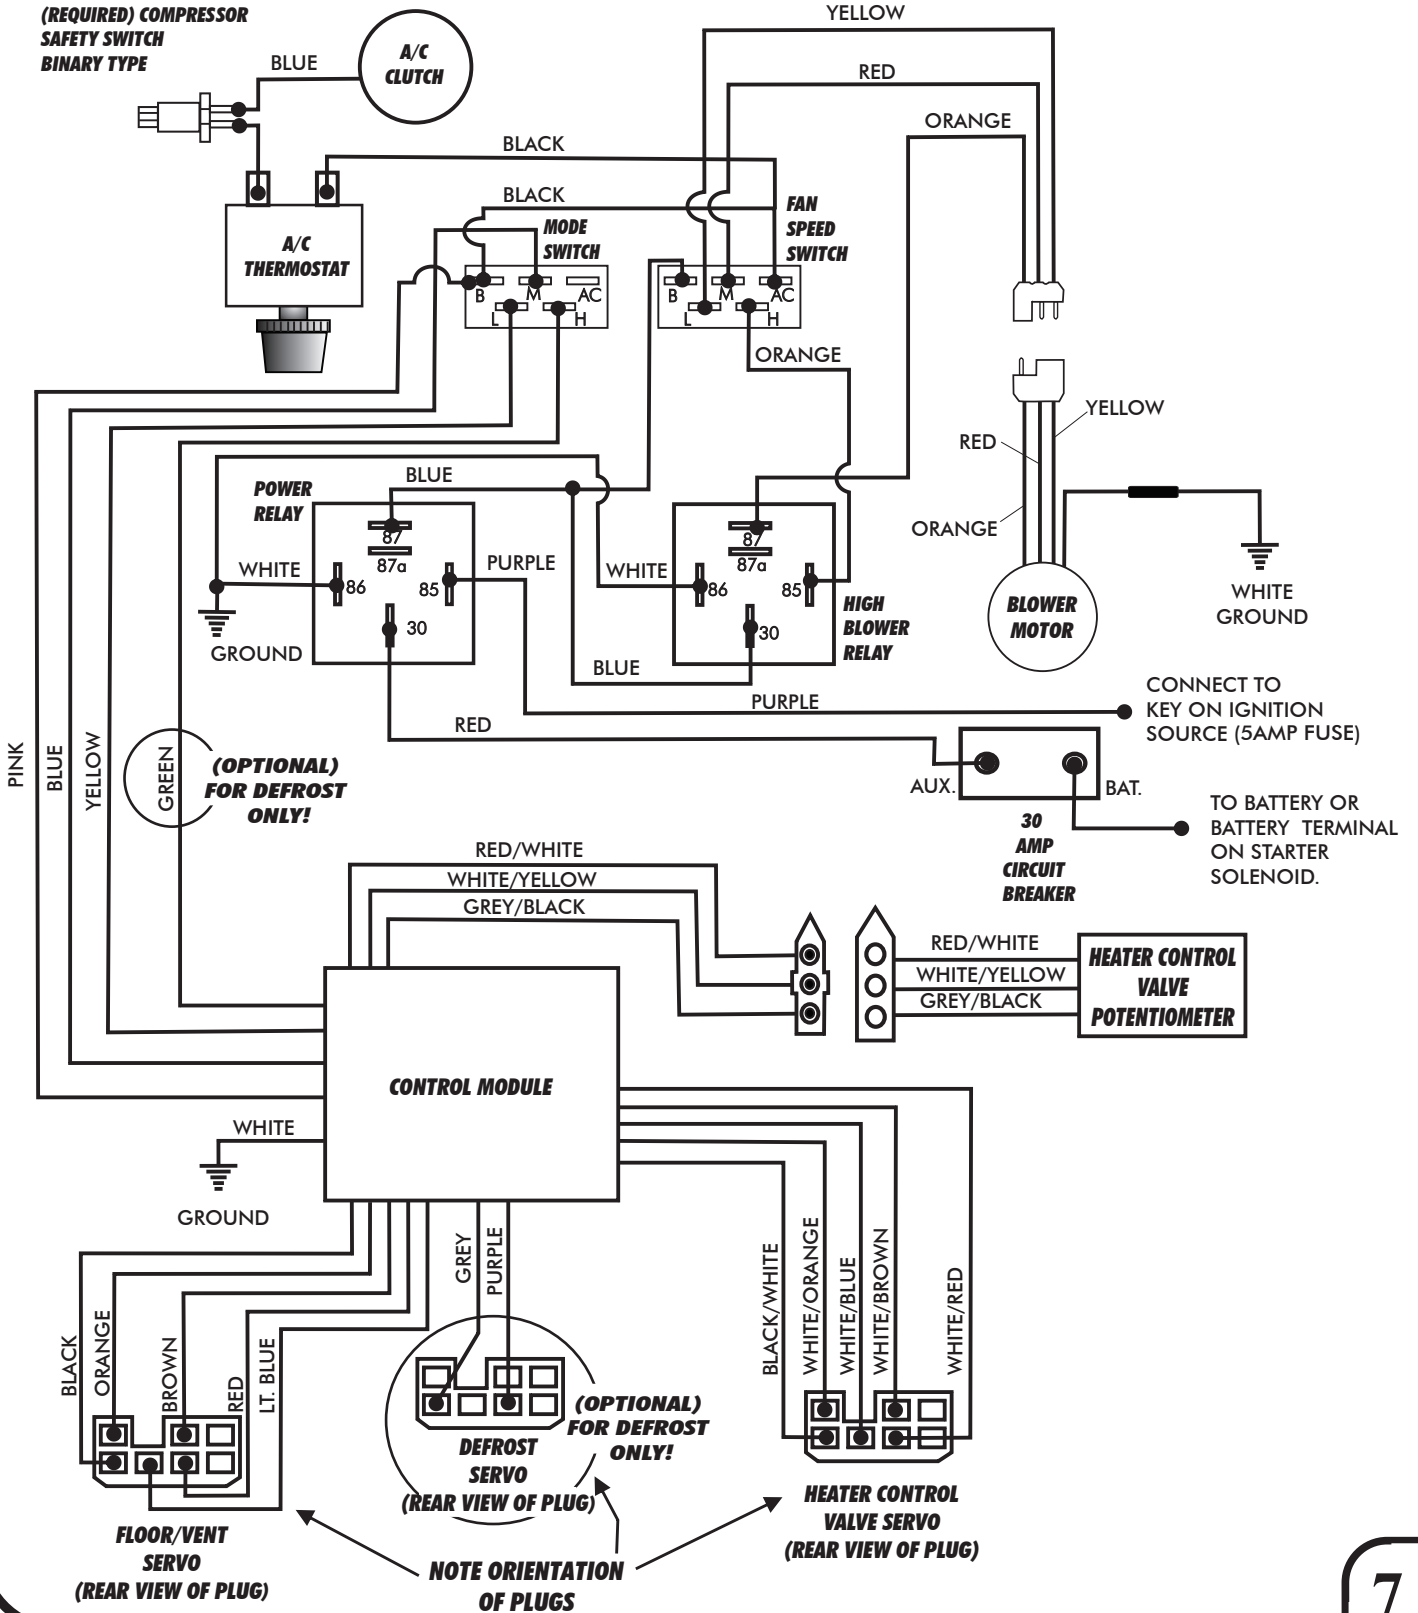 (REQUIRED) COMPRESSOR
SAFETY SWITCH
BINARY TYPE
BLUE
A/C
CLUTCH
YELLOW
RED
ORANGE
BLACK
BLACK
A/C
THERMOSTAT
MODE
SWITCH
FAN
SPEED
SWITCH
B
M
AC
L
H
B
M
AC
L
H
ORANGE
YELLOW
RED
ORANGE
BLOWER
MOTOR
WHITE
GROUND
POWER
RELAY
BLUE
87
87a
86
85
30
WHITE
GROUND
PURPLE
WHITE
87
87a
86
85
30
HIGH
BLOWER
RELAY
BLUE
PURPLE
CONNECT TO
KEY ON IGNITION
SOURCE (5AMP FUSE)
RED
AUX.
BAT.
30
AMP
CIRCUIT
BREAKER
TO BATTERY OR
BATTERY TERMINAL
ON STARTER
SOLENOID.
PINK
BLUE
YELLOW
GREEN
(OPTIONAL)
FOR DEFROST
ONLY!
RED/WHITE
WHITE/YELLOW
GREY/BLACK
RED/WHITE
WHITE/YELLOW
GREY/BLACK
HEATER CONTROL
VALVE
POTENTIOMETER
CONTROL MODULE
WHITE
GROUND
BLACK
ORANGE
BROWN
RED
LT. BLUE
GREY
PURPLE
BLACK/WHITE
WHITE/ORANGE
WHITE/BLUE
WHITE/BROWN
WHITE/RED
(OPTIONAL)
FOR DEFROST
ONLY!
DEFROST
SERVO
(REAR VIEW OF PLUG)
FLOOR/VENT
SERVO
(REAR VIEW OF PLUG)
HEATER CONTROL
VALVE SERVO
(REAR VIEW OF PLUG)
NOTE ORIENTATION
OF PLUGS
7